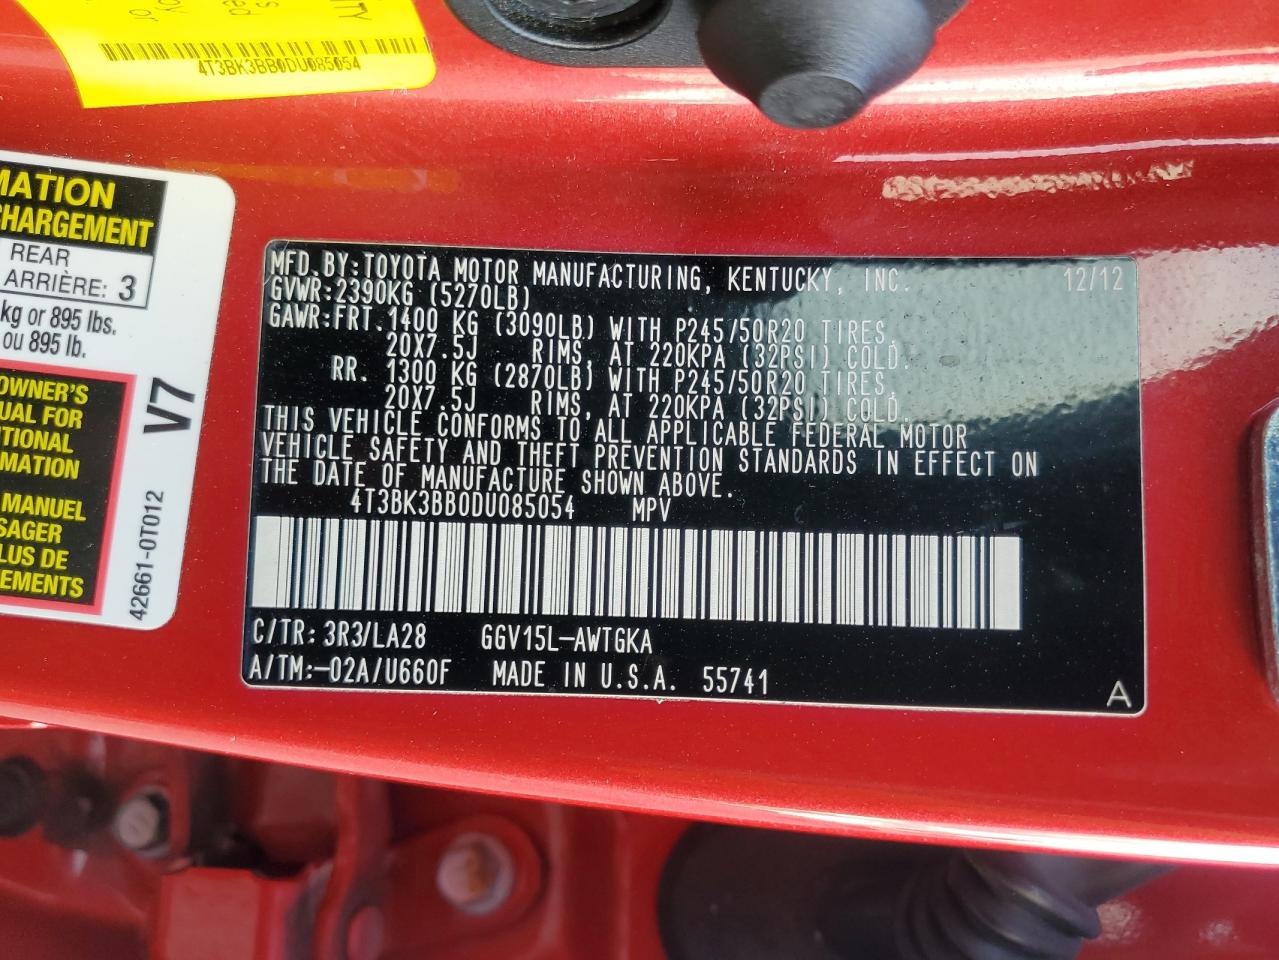 ITY
4T3BK3BB0DU085054
MATION
CHARGEMENT
REAR
ARRIÈRE: 3
kg or 895 lbs.
ou 895 lb.
OWNER'S
UAL FOR
ITIONAL
RMATION
MANUEL
SAGER
LUS DE
EMENTS
V7
42661-0T012
MFD.BY:TOYOTA MOTOR MANUFACTURING, KENTUCKY, INC. 12/12
GVWR:2390KG (5270LB)
GAWR:FRT.1400 KG (3090LB) WITH P245/50R20 TIRES,
20X7.5J RIMS, AT 220KPA (32PSI) COLD.
RR. 1300 KG (2870LB) WITH P245/50R20 TIRES,
20X7.5J RIMS, AT 220KPA (32PSI) COLD.
THIS VEHICLE CONFORMS TO ALL APPLICABLE FEDERAL MOTOR
VEHICLE SAFETY AND THEFT PREVENTION STANDARDS IN EFFECT ON
THE DATE OF MANUFACTURE SHOWN ABOVE.
4T3BK3BB0DU085054 MPV
C/TR: 3R3/LA28 GGV15L-AWTGKA
A/TM:-02A/U660F MADE IN U.S.A. 55741
A